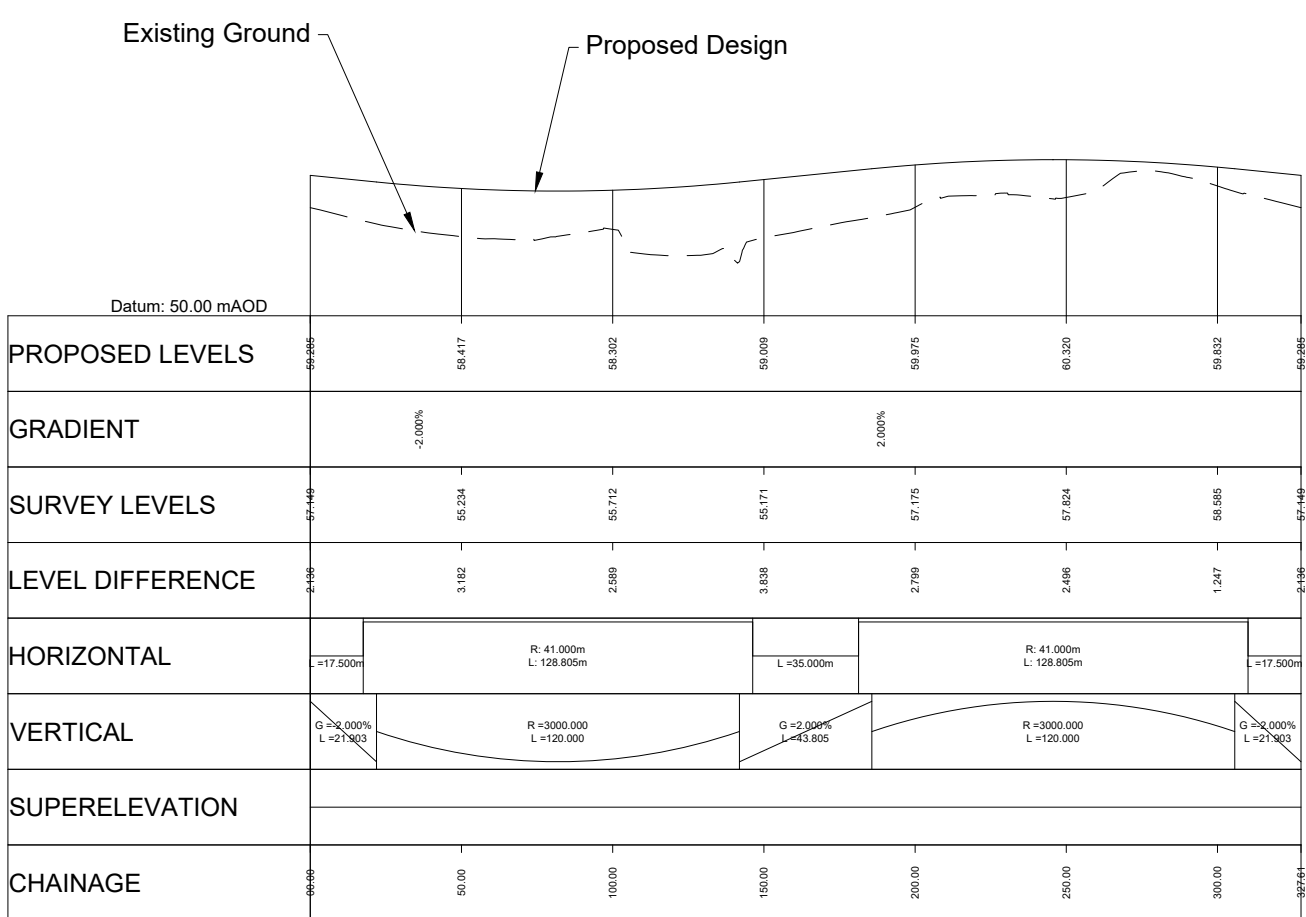 Existing Ground
Proposed Design
Datum: 50.00 mAOD
PROPOSED LEVELS
59.285
58.417
58.302
59.009
59.975
60.320
59.832
59.285
GRADIENT
-2.000%
2.000%
SURVEY LEVELS
57.149
55.234
55.712
55.171
57.175
57.824
58.585
57.149
LEVEL DIFFERENCE
2.136
3.182
2.589
3.838
2.799
2.496
1.247
2.136
HORIZONTAL
L =17.500m
R: 41.000m
L: 128.805m
L =35.000m
R: 41.000m
L: 128.805m
L =17.500m
VERTICAL
G =-2.000%
L =21.903
R =3000.000
L =120.000
G =2.000%
L =43.805
R =3000.000
L =120.000
G =-2.000%
L =21.903
SUPERELEVATION
CHAINAGE
00.00
50.00
100.00
150.00
200.00
250.00
300.00
327.61